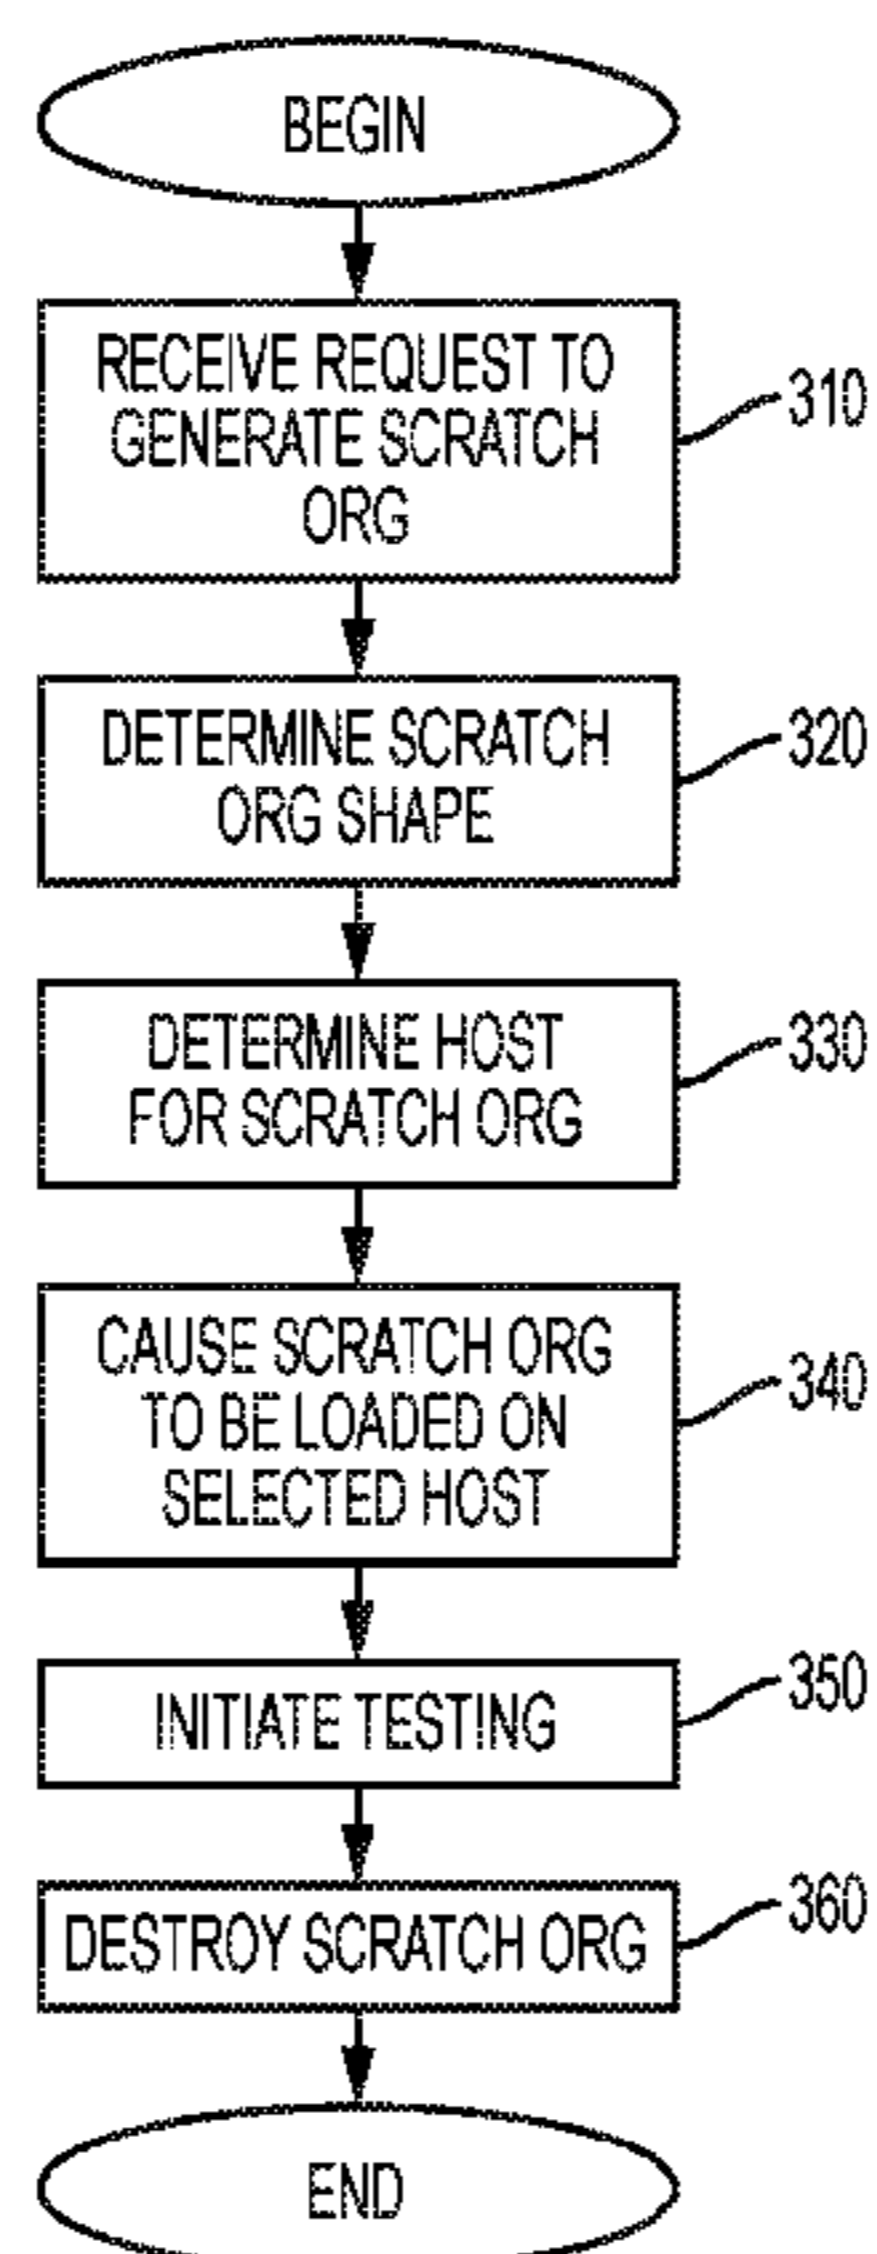 BEGIN
RECEIVE REQUEST TO
GENERATE SCRATCH
ORG
310
DETERMINE SCRATCH
ORG SHAPE
320
DETERMINE HOST
FOR SCRATCH ORG
330
CAUSE SCRATCH ORG
TO BE LOADED ON
SELECTED HOST
340
INITIATE TESTING
350
DESTROY SCRATCH ORG
360
END